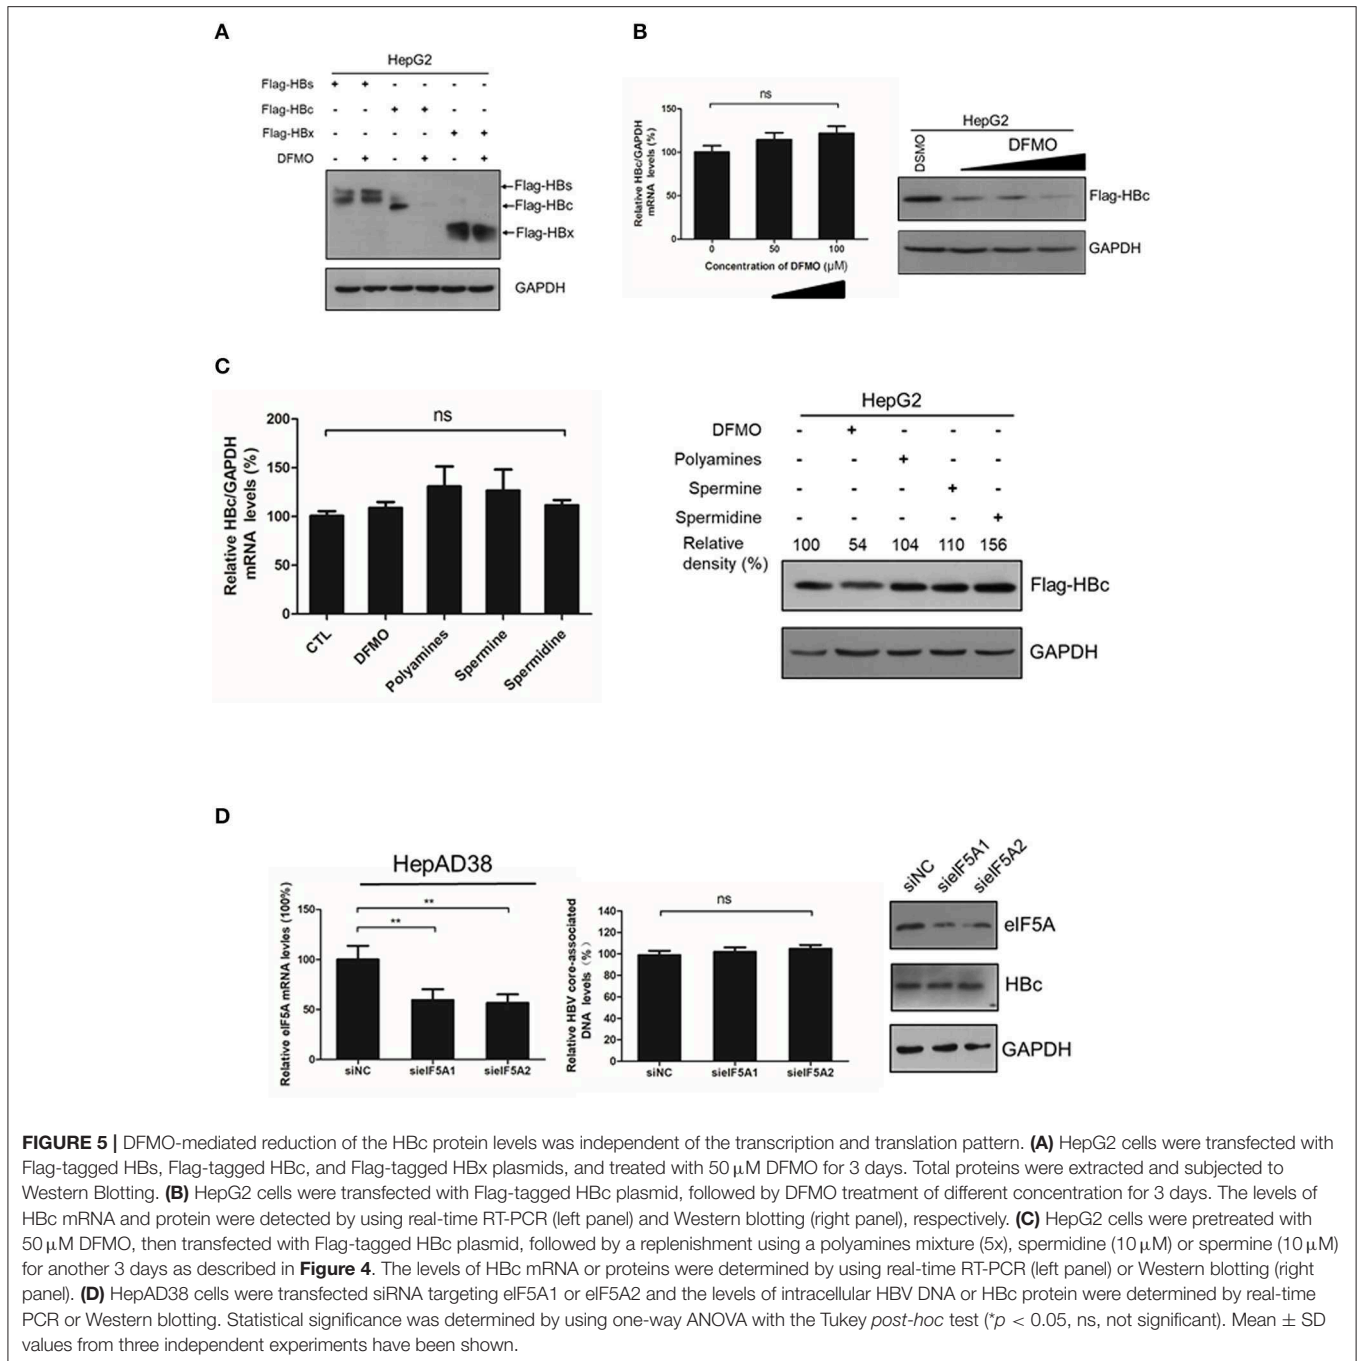 A
HepG2
Flag-HBs + + - - - -
Flag-HBc - - + + - -
Flag-HBx - - - - + +
DFMO - + - + - +
Flag-HBs
Flag-HBc
Flag-HBx
GAPDH
B
Relative HBc/GAPDH
mRNA levels (%)
ns
150
100
50
0
0 50 100
Concentration of DFMO (μM)
HepG2
DSMO
DFMO
Flag-HBc
GAPDH
C
Relative HBc/GAPDH
mRNA levels (%)
ns
200
150
100
50
0
CTL
DFMO
Polyamines
Spermine
Spermidine
HepG2
DFMO - + - - -
Polyamines - - + - -
Spermine - - - + -
Spermidine - - - - +
Relative
density (%)
100 54 104 110 156
Flag-HBc
GAPDH
D
HepAD38
Relative eIF5A mRNA levles (100%)
**
**
150
100
50
0
siNC sieIF5A1 sieIF5A2
Relative HBV core-associated
DNA levels (%)
ns
140
120
100
80
60
40
20
0
siNC sieIF5A1 sieIF5A2
siNC
sieIF5A1
sieIF5A2
eIF5A
HBc
GAPDH
FIGURE 5 | DFMO-mediated reduction of the HBc protein levels was independent of the transcription and translation pattern. (A) HepG2 cells were transfected with
Flag-tagged HBs, Flag-tagged HBc, and Flag-tagged HBx plasmids, and treated with 50 μM DFMO for 3 days. Total proteins were extracted and subjected to
Western Blotting. (B) HepG2 cells were transfected with Flag-tagged HBc plasmid, followed by DFMO treatment of different concentration for 3 days. The levels of
HBc mRNA and protein were detected by using real-time RT-PCR (left panel) and Western blotting (right panel), respectively. (C) HepG2 cells were pretreated with
50 μM DFMO, then transfected with Flag-tagged HBc plasmid, followed by a replenishment using a polyamines mixture (5x), spermidine (10 μM) or spermine (10 μM)
for another 3 days as described in Figure 4. The levels of HBc mRNA or proteins were determined by using real-time RT-PCR (left panel) or Western blotting (right
panel). (D) HepAD38 cells were transfected siRNA targeting eIF5A1 or eIF5A2 and the levels of intracellular HBV DNA or HBc protein were determined by real-time
PCR or Western blotting. Statistical significance was determined by using one-way ANOVA with the Tukey post-hoc test (*p < 0.05, ns, not significant). Mean ± SD
values from three independent experiments have been shown.